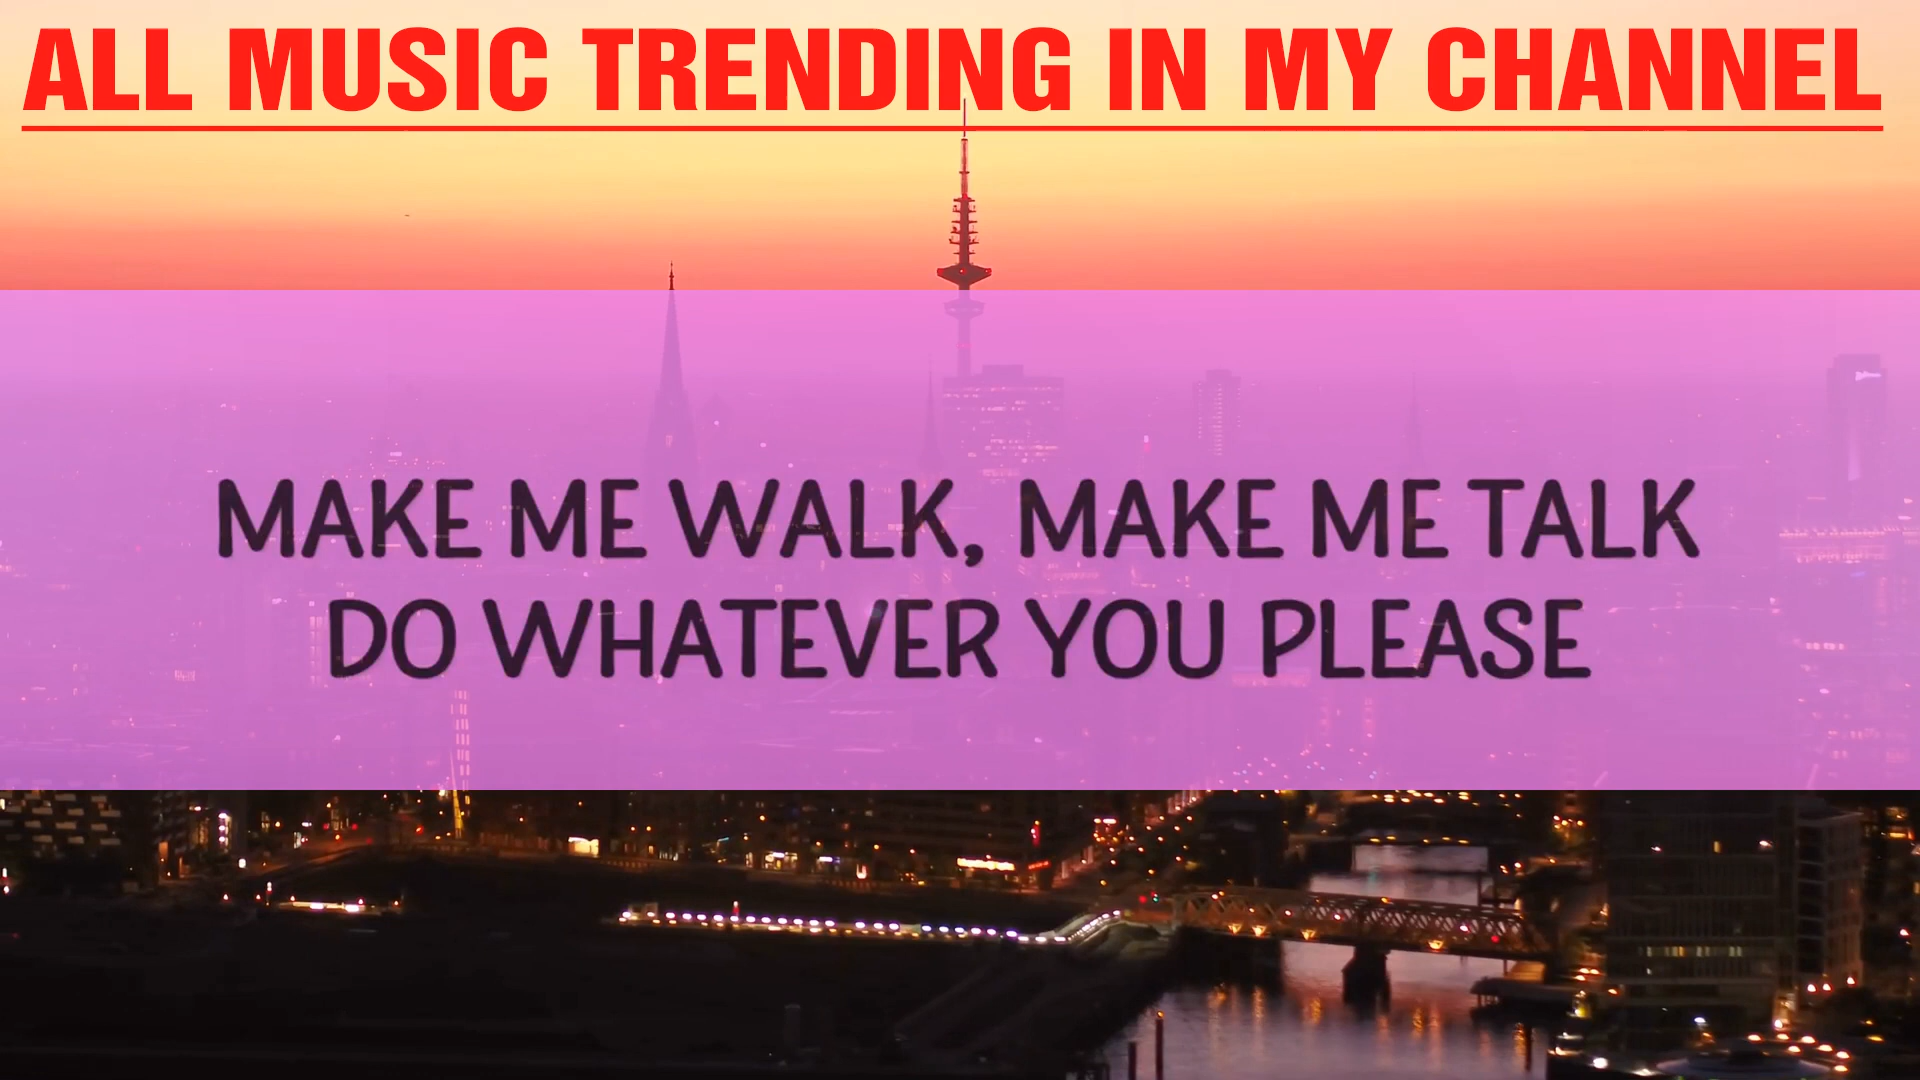 ALL MUSIC TRENDING IN MY CHANNEL
MAKE ME WALK, MAKE ME TALK
DO WHATEVER YOU PLEASE